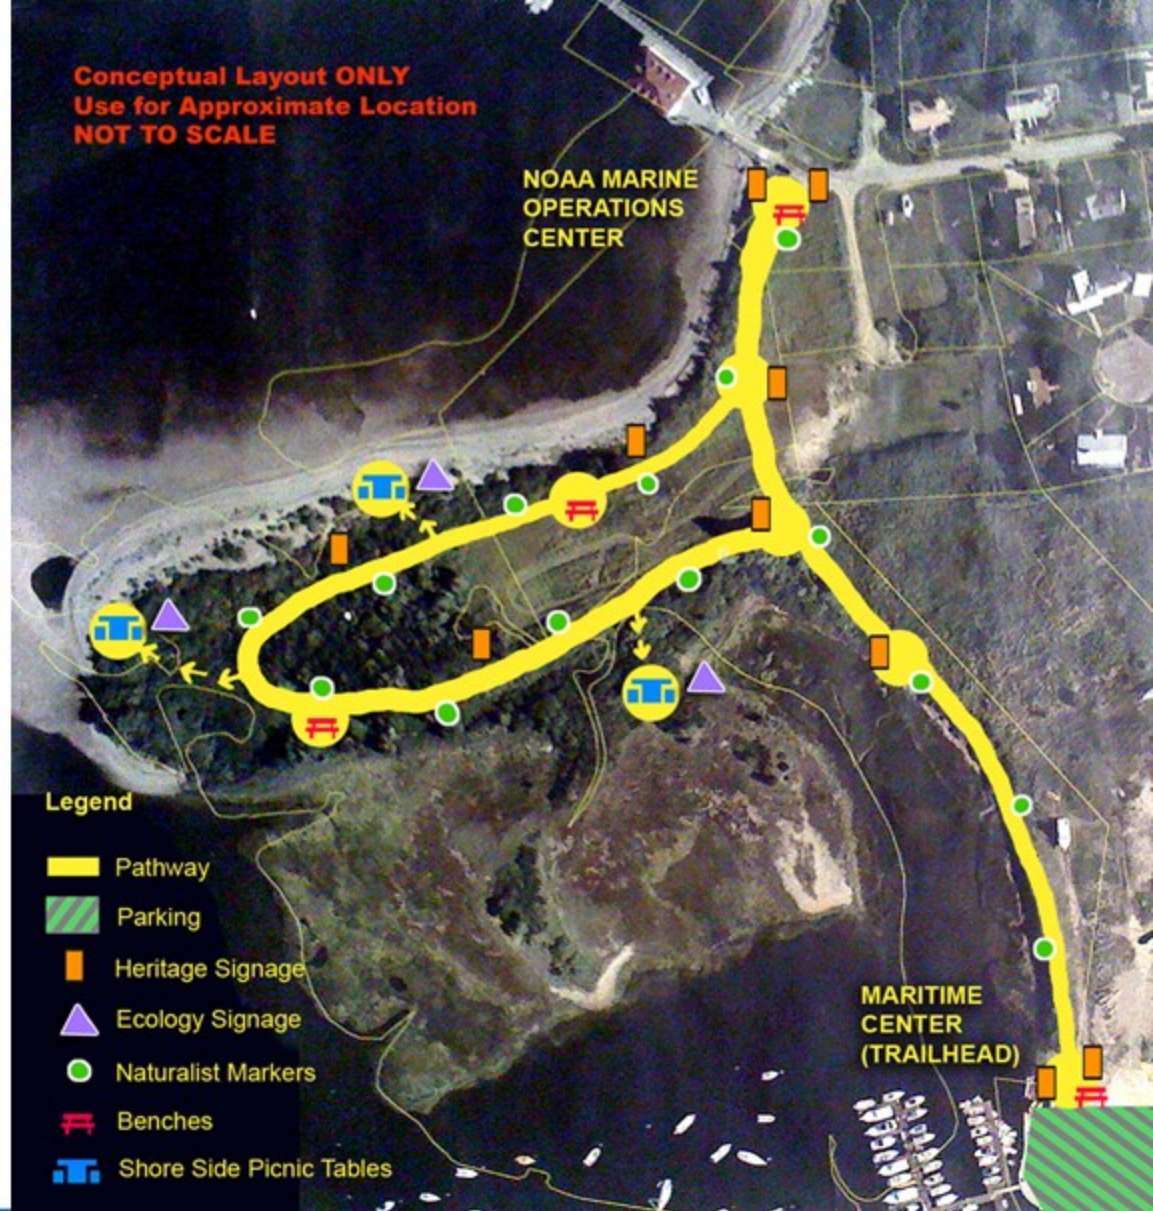 Conceptual Layout ONLY
Use for Approximate Location
NOT TO SCALE
NOAA MARINE
OPERATIONS
CENTER
Legend
Pathway
Parking
Heritage Signage
Ecology Signage
Naturalist Markers
Benches
Shore Side Picnic Tables
MARITIME
CENTER
(TRAILHEAD)